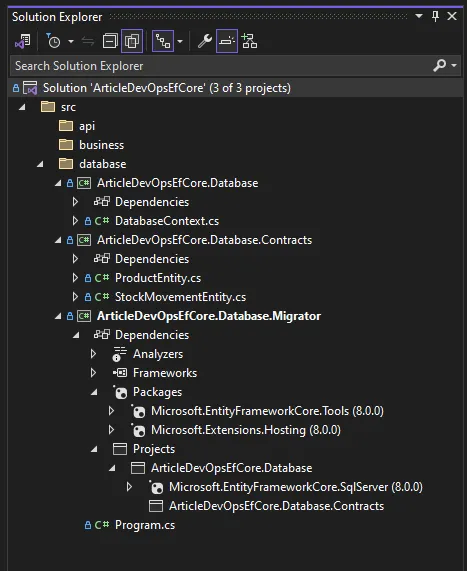 Solution Explorer
Search Solution Explorer
Solution 'ArticleDevOpsEfCore' (3 of 3 projects)
src
api
business
database
C# ArticleDevOpsEfCore.Database
Dependencies
C# DatabaseContext.cs
C# ArticleDevOpsEfCore.Database.Contracts
Dependencies
C# ProductEntity.cs
C# StockMovementEntity.cs
C# ArticleDevOpsEfCore.Database.Migrator
Dependencies
Analyzers
Frameworks
Packages
Microsoft.EntityFrameworkCore.Tools (8.0.0)
Microsoft.Extensions.Hosting (8.0.0)
Projects
ArticleDevOpsEfCore.Database
Microsoft.EntityFrameworkCore.SqlServer (8.0.0)
ArticleDevOpsEfCore.Database.Contracts
C# Program.cs